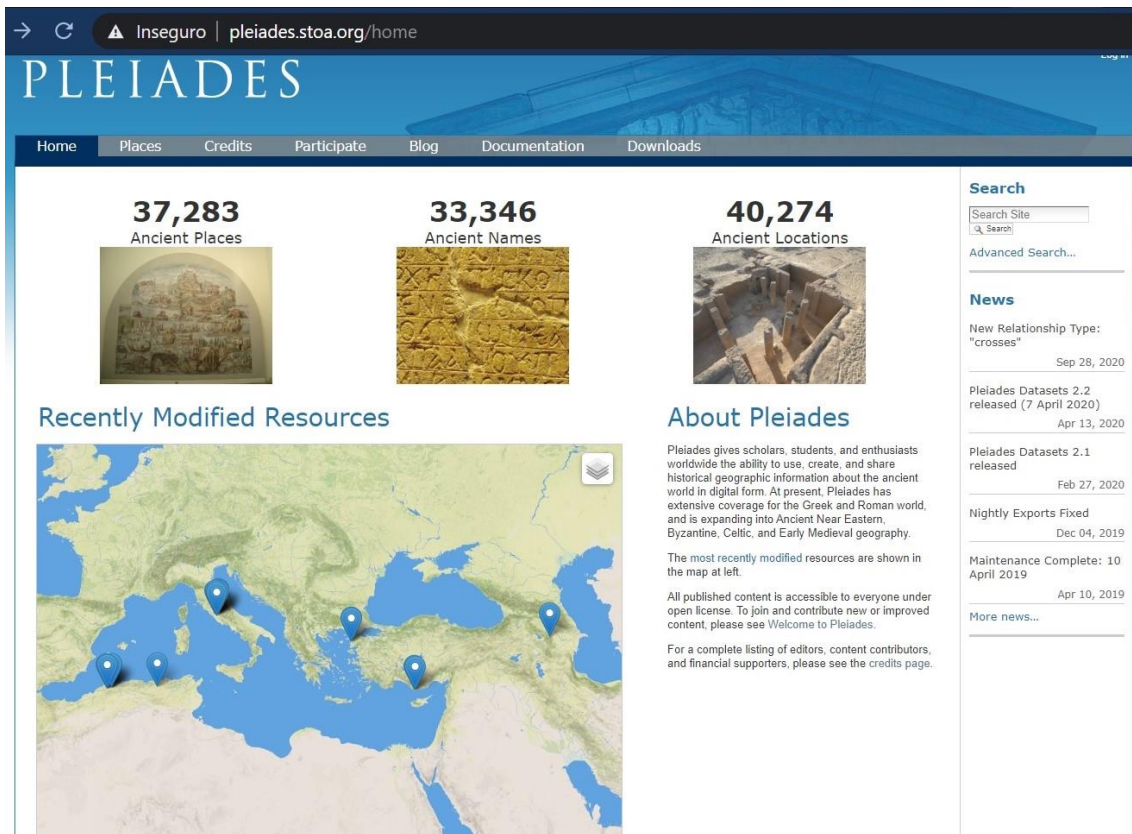 Inseguro | pleiades.stoa.org/home
Log in
PLEIADES
Home Places Credits Participate Blog Documentation Downloads
37,283
Ancient Places
33,346
Ancient Names
40,274
Ancient Locations
Recently Modified Resources
About Pleiades
Pleiades gives scholars, students, and enthusiasts
worldwide the ability to use, create, and share
historical geographic information about the ancient
world in digital form. At present, Pleiades has
extensive coverage for the Greek and Roman world,
and is expanding into Ancient Near Eastern,
Byzantine, Celtic, and Early Medieval geography.
The most recently modified resources are shown in
the map at left.
All published content is accessible to everyone under
open license. To join and contribute new or improved
content, please see Welcome to Pleiades.
For a complete listing of editors, content contributors,
and financial supporters, please see the credits page.
Search
Search Site
Search
Advanced Search...
News
New Relationship Type:
"crosses"
Sep 28, 2020
Pleiades Datasets 2.2
released (7 April 2020)
Apr 13, 2020
Pleiades Datasets 2.1
released
Feb 27, 2020
Nightly Exports Fixed
Dec 04, 2019
Maintenance Complete: 10
April 2019
Apr 10, 2019
More news...